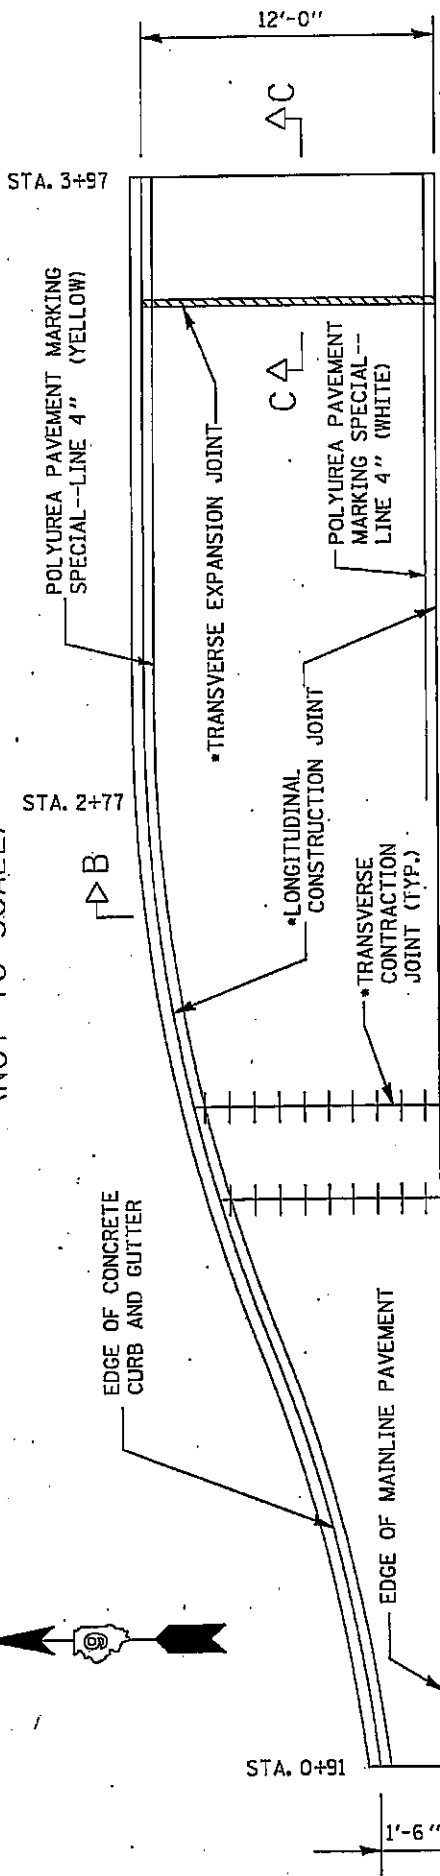 12'-0"
STA. 3+97
C
POLYUREA PAVEMENT MARKING
SPECIAL--LINE 4" (YELLOW)
*TRANSVERSE EXPANSION JOINT
C
POLYUREA PAVEMENT
MARKING SPECIAL--
LINE 4" (WHITE)
STA. 2+77
B
*LONGITUDINAL
CONSTRUCTION JOINT
*TRANSVERSE
CONTRACTION
JOINT (TYP.)
(NOT TO SCALE)
EDGE OF CONCRETE
CURB AND GUTTER
EDGE OF MAINLINE PAVEMENT
STA. 0+91
1'-6"